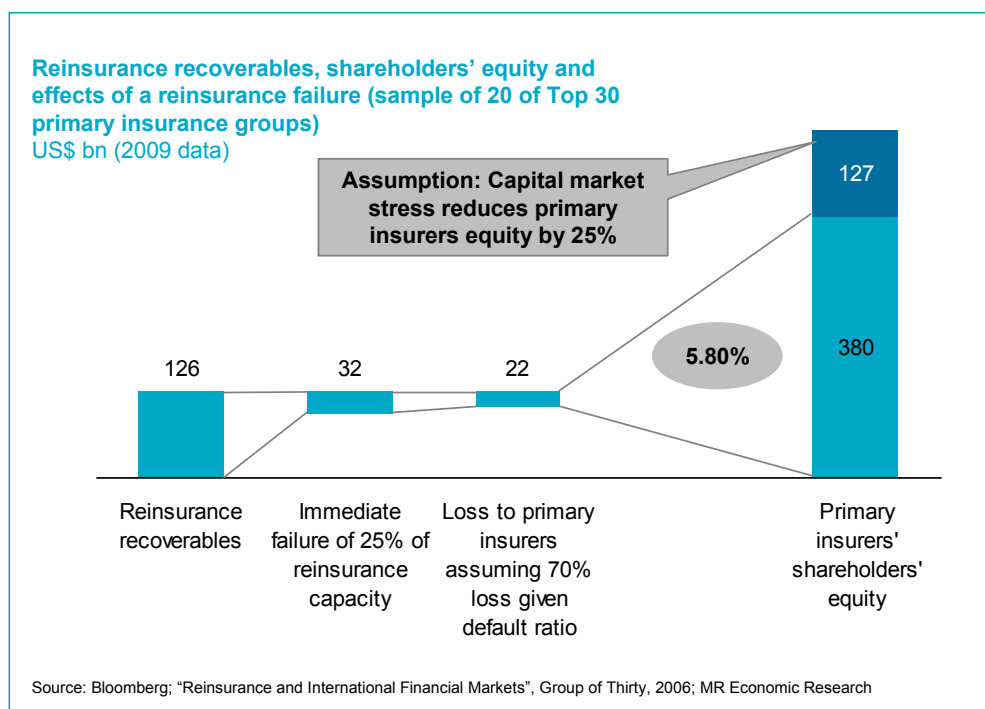 Reinsurance recoverables, shareholders’ equity and
effects of a reinsurance failure (sample of 20 of Top 30
primary insurance groups)
US$ bn (2009 data)
Assumption: Capital market
stress reduces primary
insurers equity by 25%
127
380
5.80%
126
32
22
Reinsurance
recoverables
Immediate
failure of 25% of
reinsurance
capacity
Loss to primary
insurers
assuming 70%
loss given
default ratio
Primary
insurers'
shareholders'
equity
Source: Bloomberg; “Reinsurance and International Financial Markets”, Group of Thirty, 2006; MR Economic Research